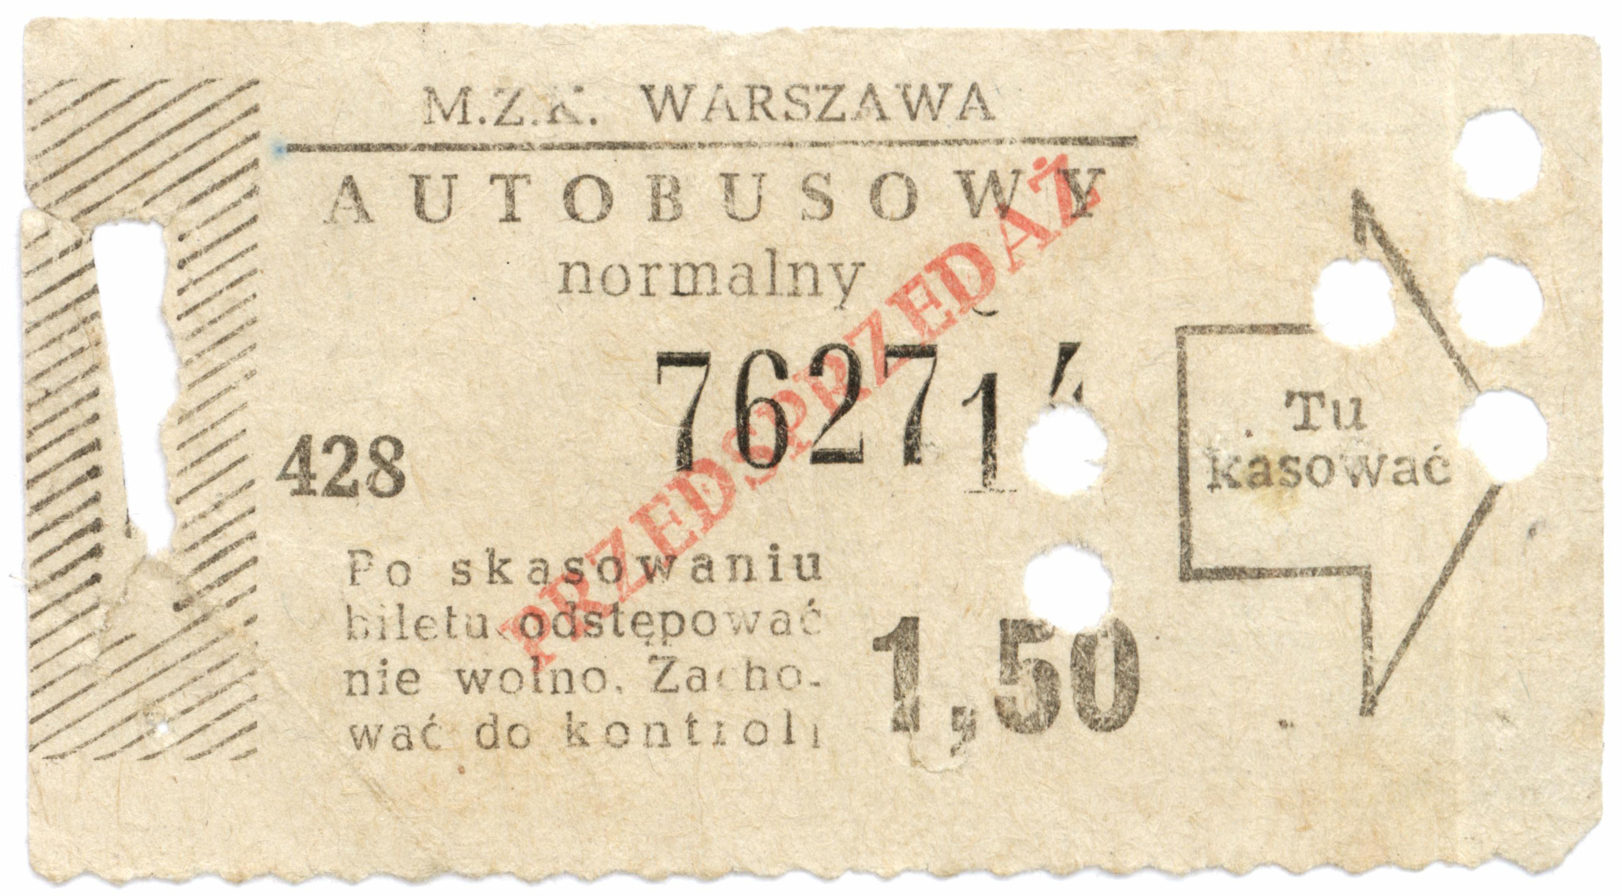 M.Z.K. WARSZAWA
AUTOBUSOWY
normalny
PRZEDSPRZEDAŻ
762714
428
Tu
kasować
Po skasowaniu
biletu odstępować
nie wolno. Zacho-
wać do kontroli
1,50